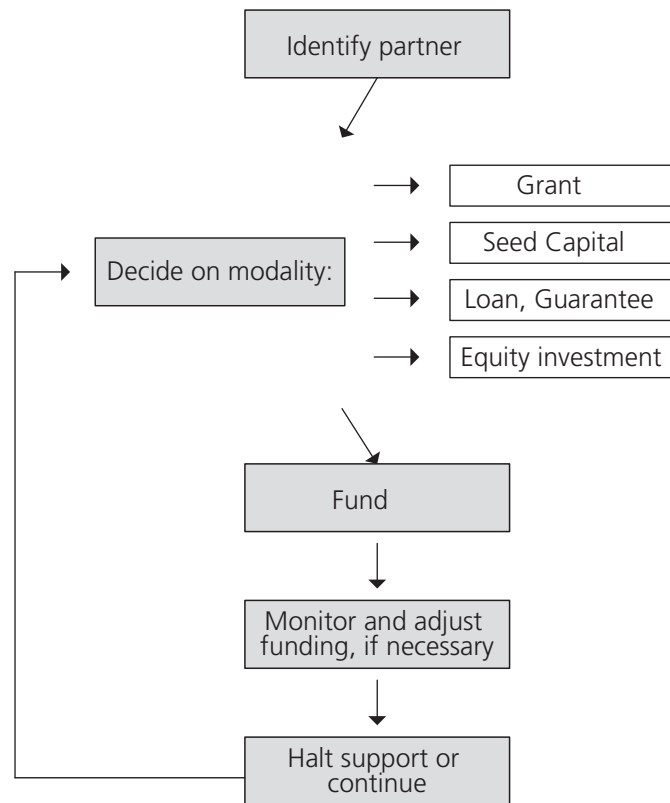 Identify partner
Grant
Seed Capital
Decide on modality:
Loan, Guarantee
Equity investment
Fund
Monitor and adjust
funding, if necessary
Halt support or
continue